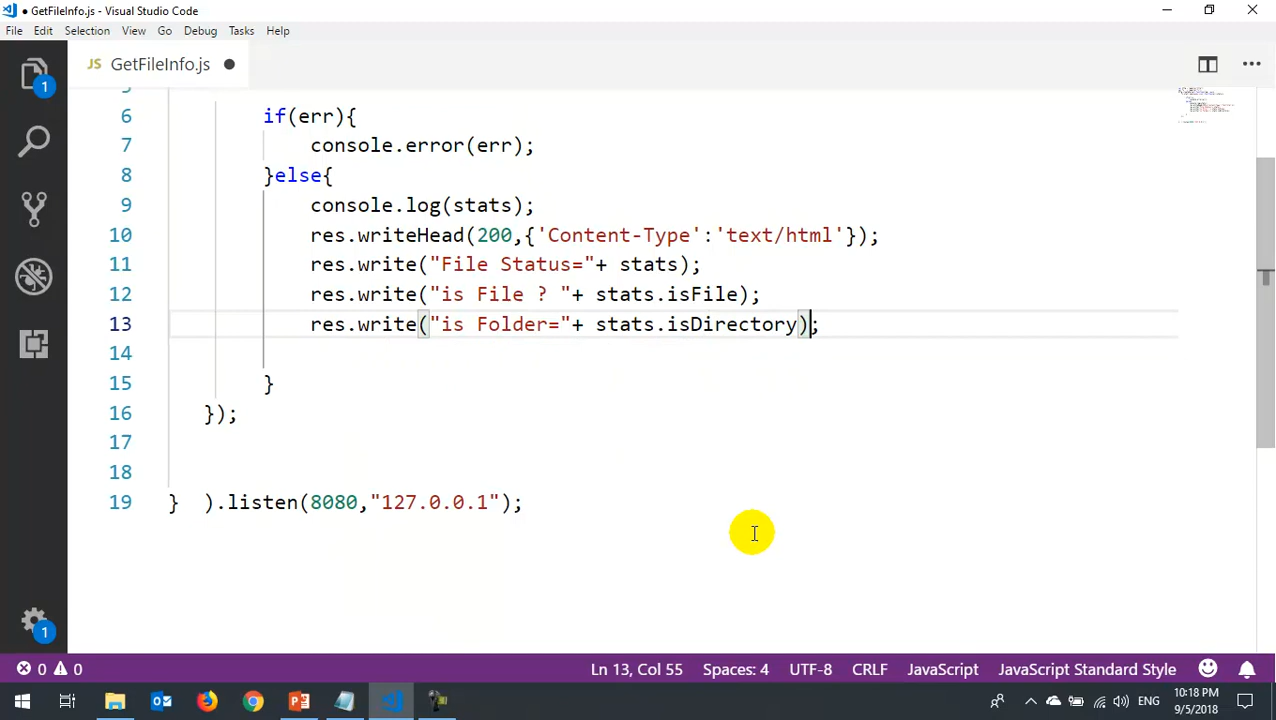 ● GetFileInfo.js - Visual Studio Code
File Edit Selection View Go Debug Tasks Help
JS GetFileInfo.js ●
1
5
6 if(err){
7 console.error(err);
8 }else{
9 console.log(stats);
10 res.writeHead(200,{'Content-Type':'text/html'});
11 res.write("File Status="+ stats);
12 res.write("is File ? "+ stats.isFile);
13 res.write("is Folder="+ stats.isDirectory);
14
15 }
16 });
17
18
19 } ).listen(8080,"127.0.0.1");
1
0 0 Ln 13, Col 55 Spaces: 4 UTF-8 CRLF JavaScript JavaScript Standard Style
ENG 10:18 PM
9/5/2018